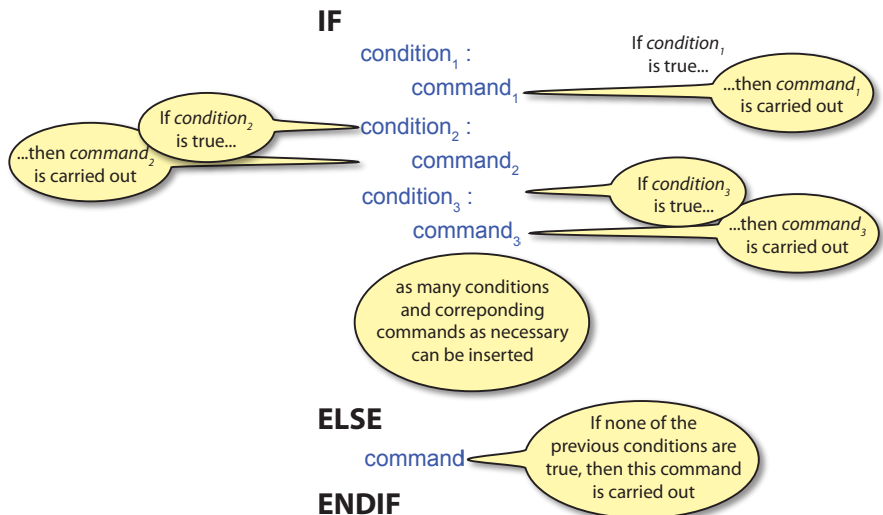 IF
condition₁ :
If condition₁
is true...
command₁
...then command₁
is carried out
If condition₂
is true...
condition₂ :
...then command₂
is carried out
command₂
condition₃ :
If condition₃
is true...
command₃
...then command₃
is carried out
as many conditions
and correponding
commands as necessary
can be inserted
ELSE
command
If none of the
previous conditions are
true, then this command
is carried out
ENDIF